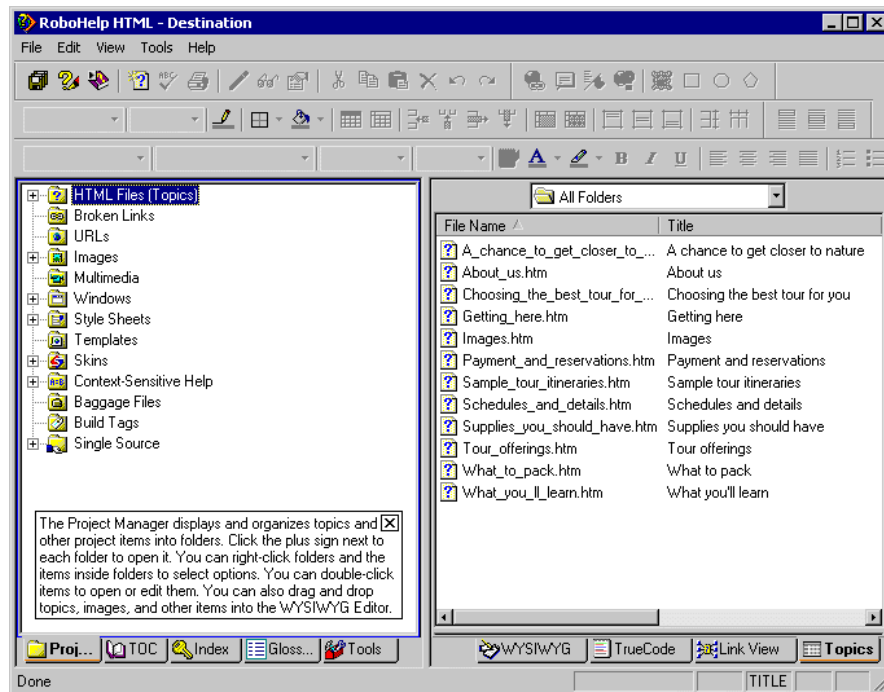 RoboHelp HTML - Destination
File Edit View Tools Help
ABC
B I U
HTML Files (Topics)
Broken Links
URLs
Images
Multimedia
Windows
Style Sheets
Templates
Skins
Context-Sensitive Help
Baggage Files
Build Tags
Single Source
The Project Manager displays and organizes topics and
other project items into folders. Click the plus sign next to
each folder to open it. You can right-click folders and the
items inside folders to select options. You can double-click
items to open or edit them. You can also drag and drop
topics, images, and other items into the WYSIWYG Editor.
Proj... TOC Index Gloss... Tools
All Folders
File Name Title
A_chance_to_get_closer_to_... A chance to get closer to nature
About_us.htm About us
Choosing_the_best_tour_for_... Choosing the best tour for you
Getting_here.htm Getting here
Images.htm Images
Payment_and_reservations.htm Payment and reservations
Sample_tour_itineraries.htm Sample tour itineraries
Schedules_and_details.htm Schedules and details
Supplies_you_should_have.htm Supplies you should have
Tour_offerings.htm Tour offerings
What_to_pack.htm What to pack
What_you_ll_learn.htm What you'll learn
WYSIWYG TrueCode Link View Topics
Done TITLE